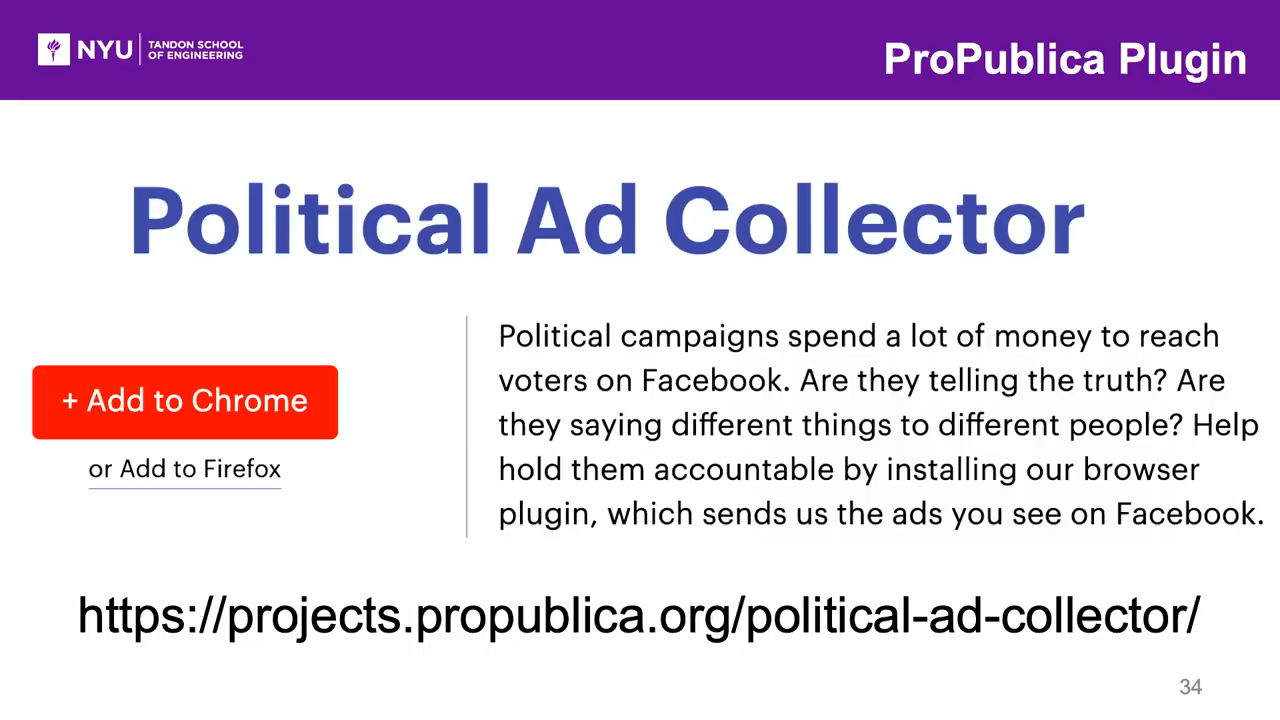 NYU
TANDON SCHOOL
OF ENGINEERING
ProPublica Plugin
Political Ad Collector
+ Add to Chrome
or Add to Firefox
Political campaigns spend a lot of money to reach
voters on Facebook. Are they telling the truth? Are
they saying different things to different people? Help
hold them accountable by installing our browser
plugin, which sends us the ads you see on Facebook.
https://projects.propublica.org/political-ad-collector/
34